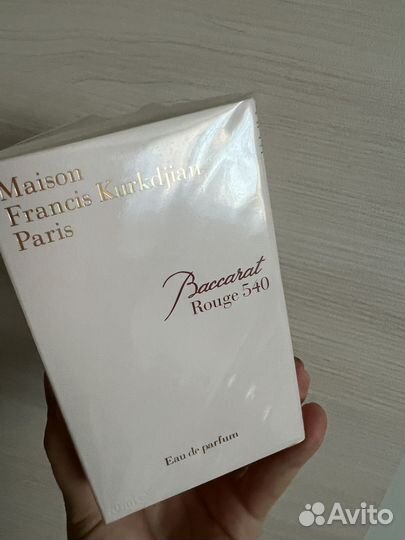 Maison
Francis Kurkdjian
Paris
Baccarat
Rouge 540
Eau de parfum
Avito